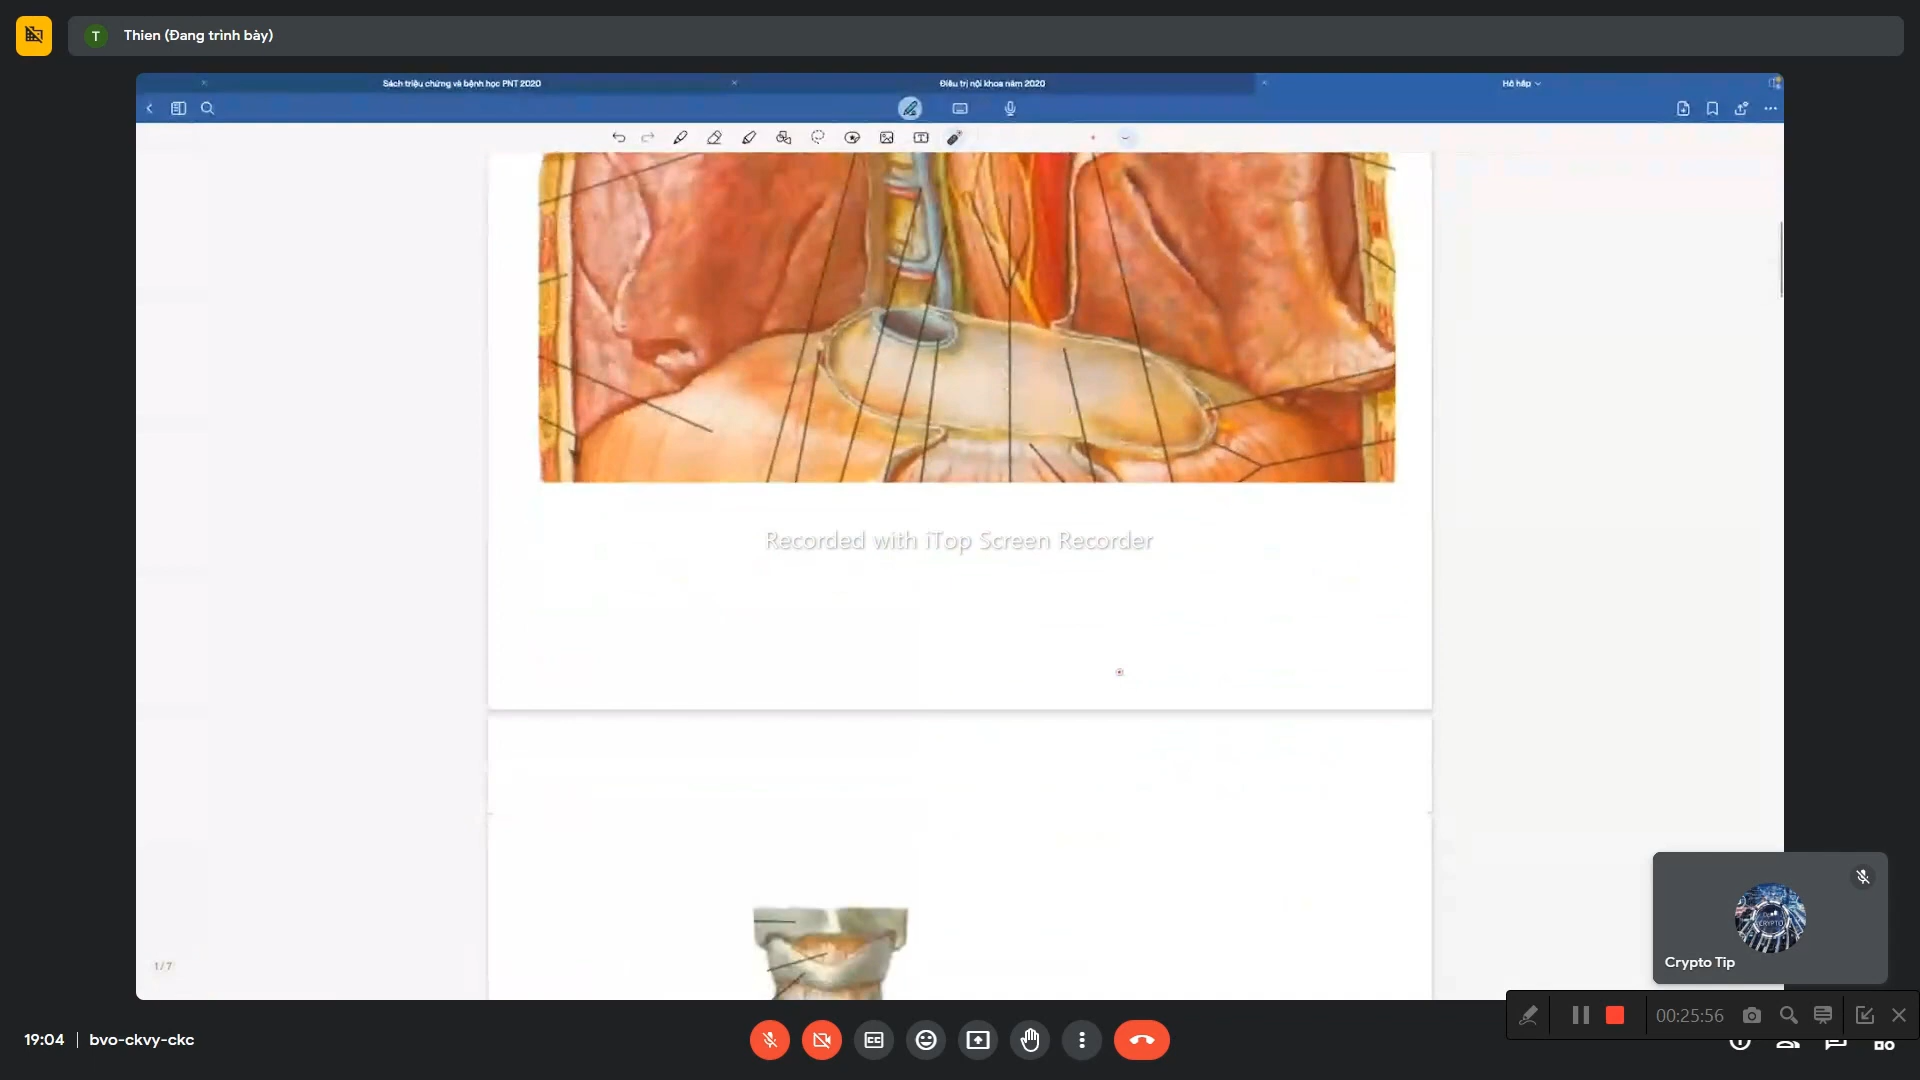 T Thien (Đang trình bày)
Sách triệu chứng và bệnh học PNT 2020
Điều trị nội khoa năm 2020
Hô hấp
Recorded with iTop Screen Recorder
1 / 7
Crypto Tip
00:25:56
19:04 | bvo-ckvy-ckc